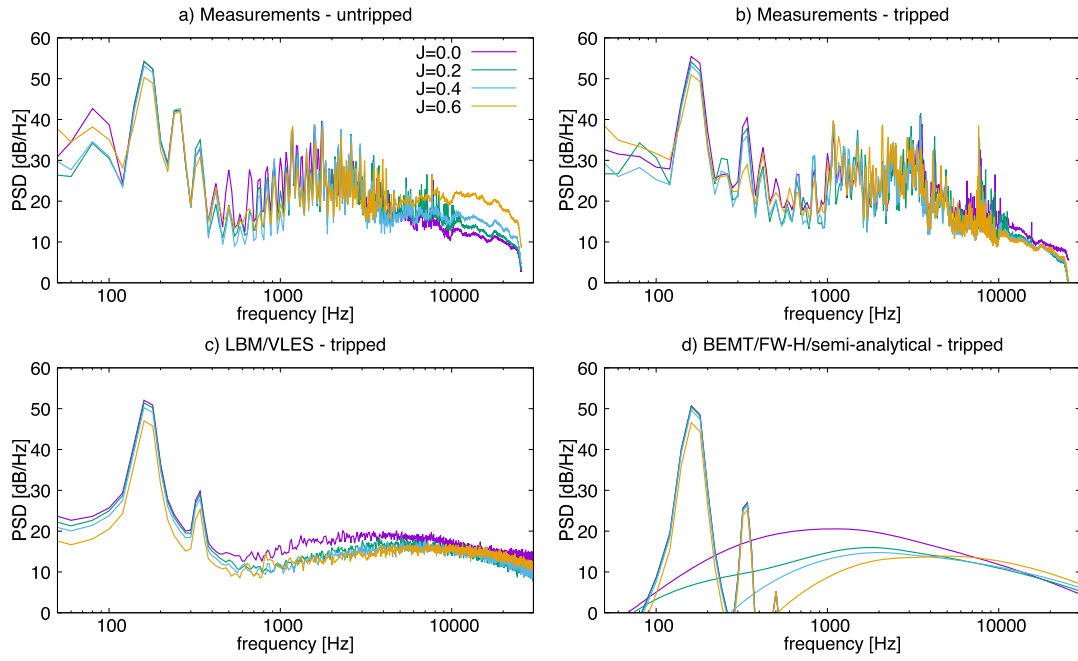 a) Measurements - untripped
60
50
40
30
20
10
0
PSD [dB/Hz]
J=0.0
J=0.2
J=0.4
J=0.6
100 1000 10000
frequency [Hz]
b) Measurements - tripped
60
50
40
30
20
10
0
PSD [dB/Hz]
100 1000 10000
frequency [Hz]
c) LBM/VLES - tripped
60
50
40
30
20
10
0
PSD [dB/Hz]
100 1000 10000
frequency [Hz]
d) BEMT/FW-H/semi-analytical - tripped
60
50
40
30
20
10
0
PSD [dB/Hz]
100 1000 10000
frequency [Hz]